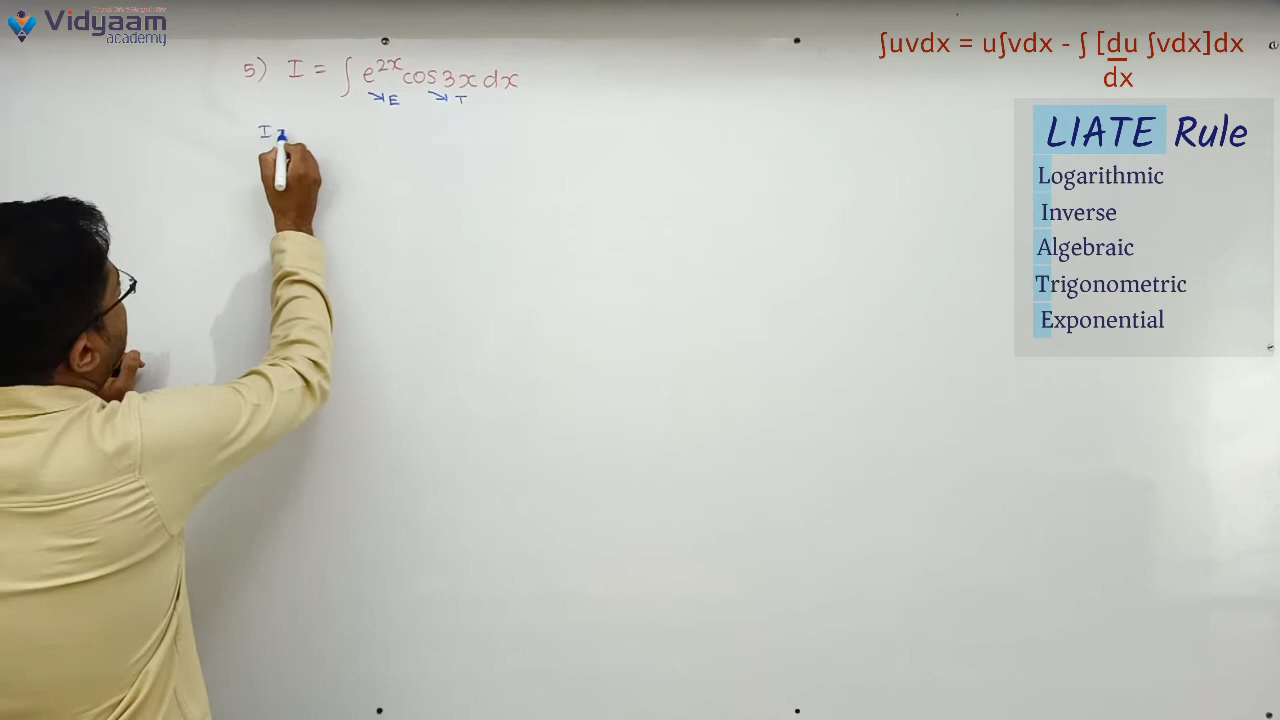 Vidyaam
academy
5) I = ∫ e^{2x} cos 3x dx
E T
I =
∫uvdx = u∫vdx - ∫ [du ∫vdx]dx
dx
LIATE Rule
Logarithmic
Inverse
Algebraic
Trigonometric
Exponential